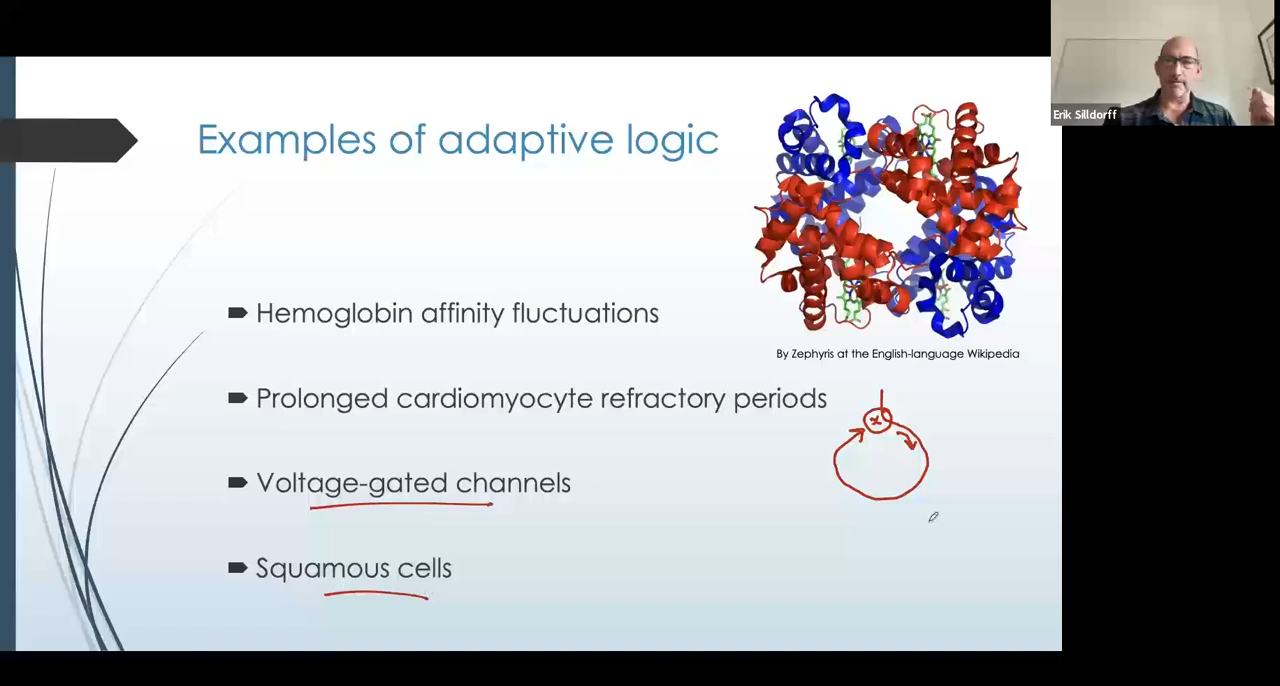 Examples of adaptive logic
Hemoglobin affinity fluctuations
Prolonged cardiomyocyte refractory periods
Voltage-gated channels
Squamous cells
By Zephyris at the English-language Wikipedia
x
Erik Silldorff